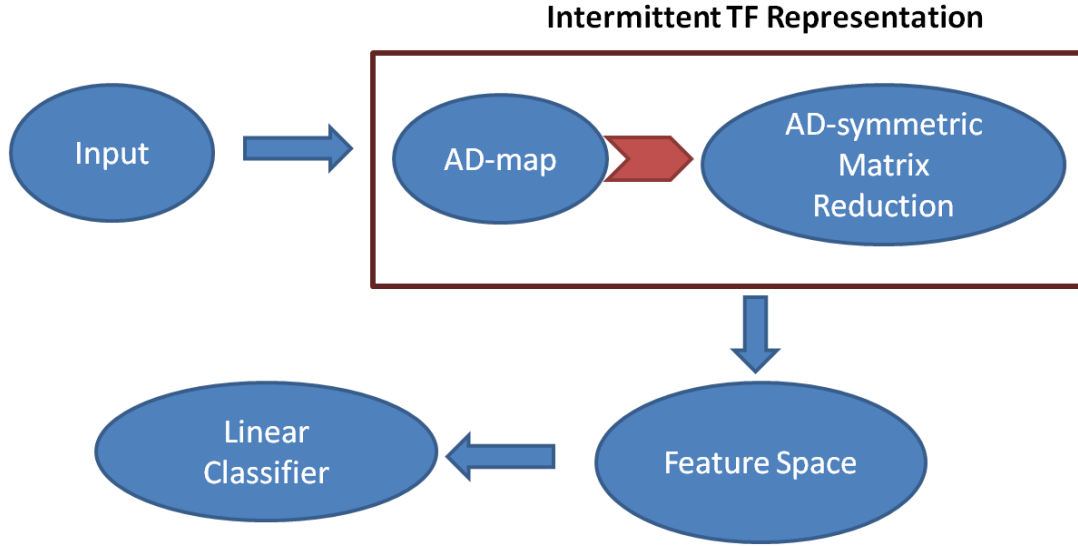 Intermittent TF Representation
Input
AD-map
AD-symmetric
Matrix
Reduction
Linear
Classifier
Feature Space